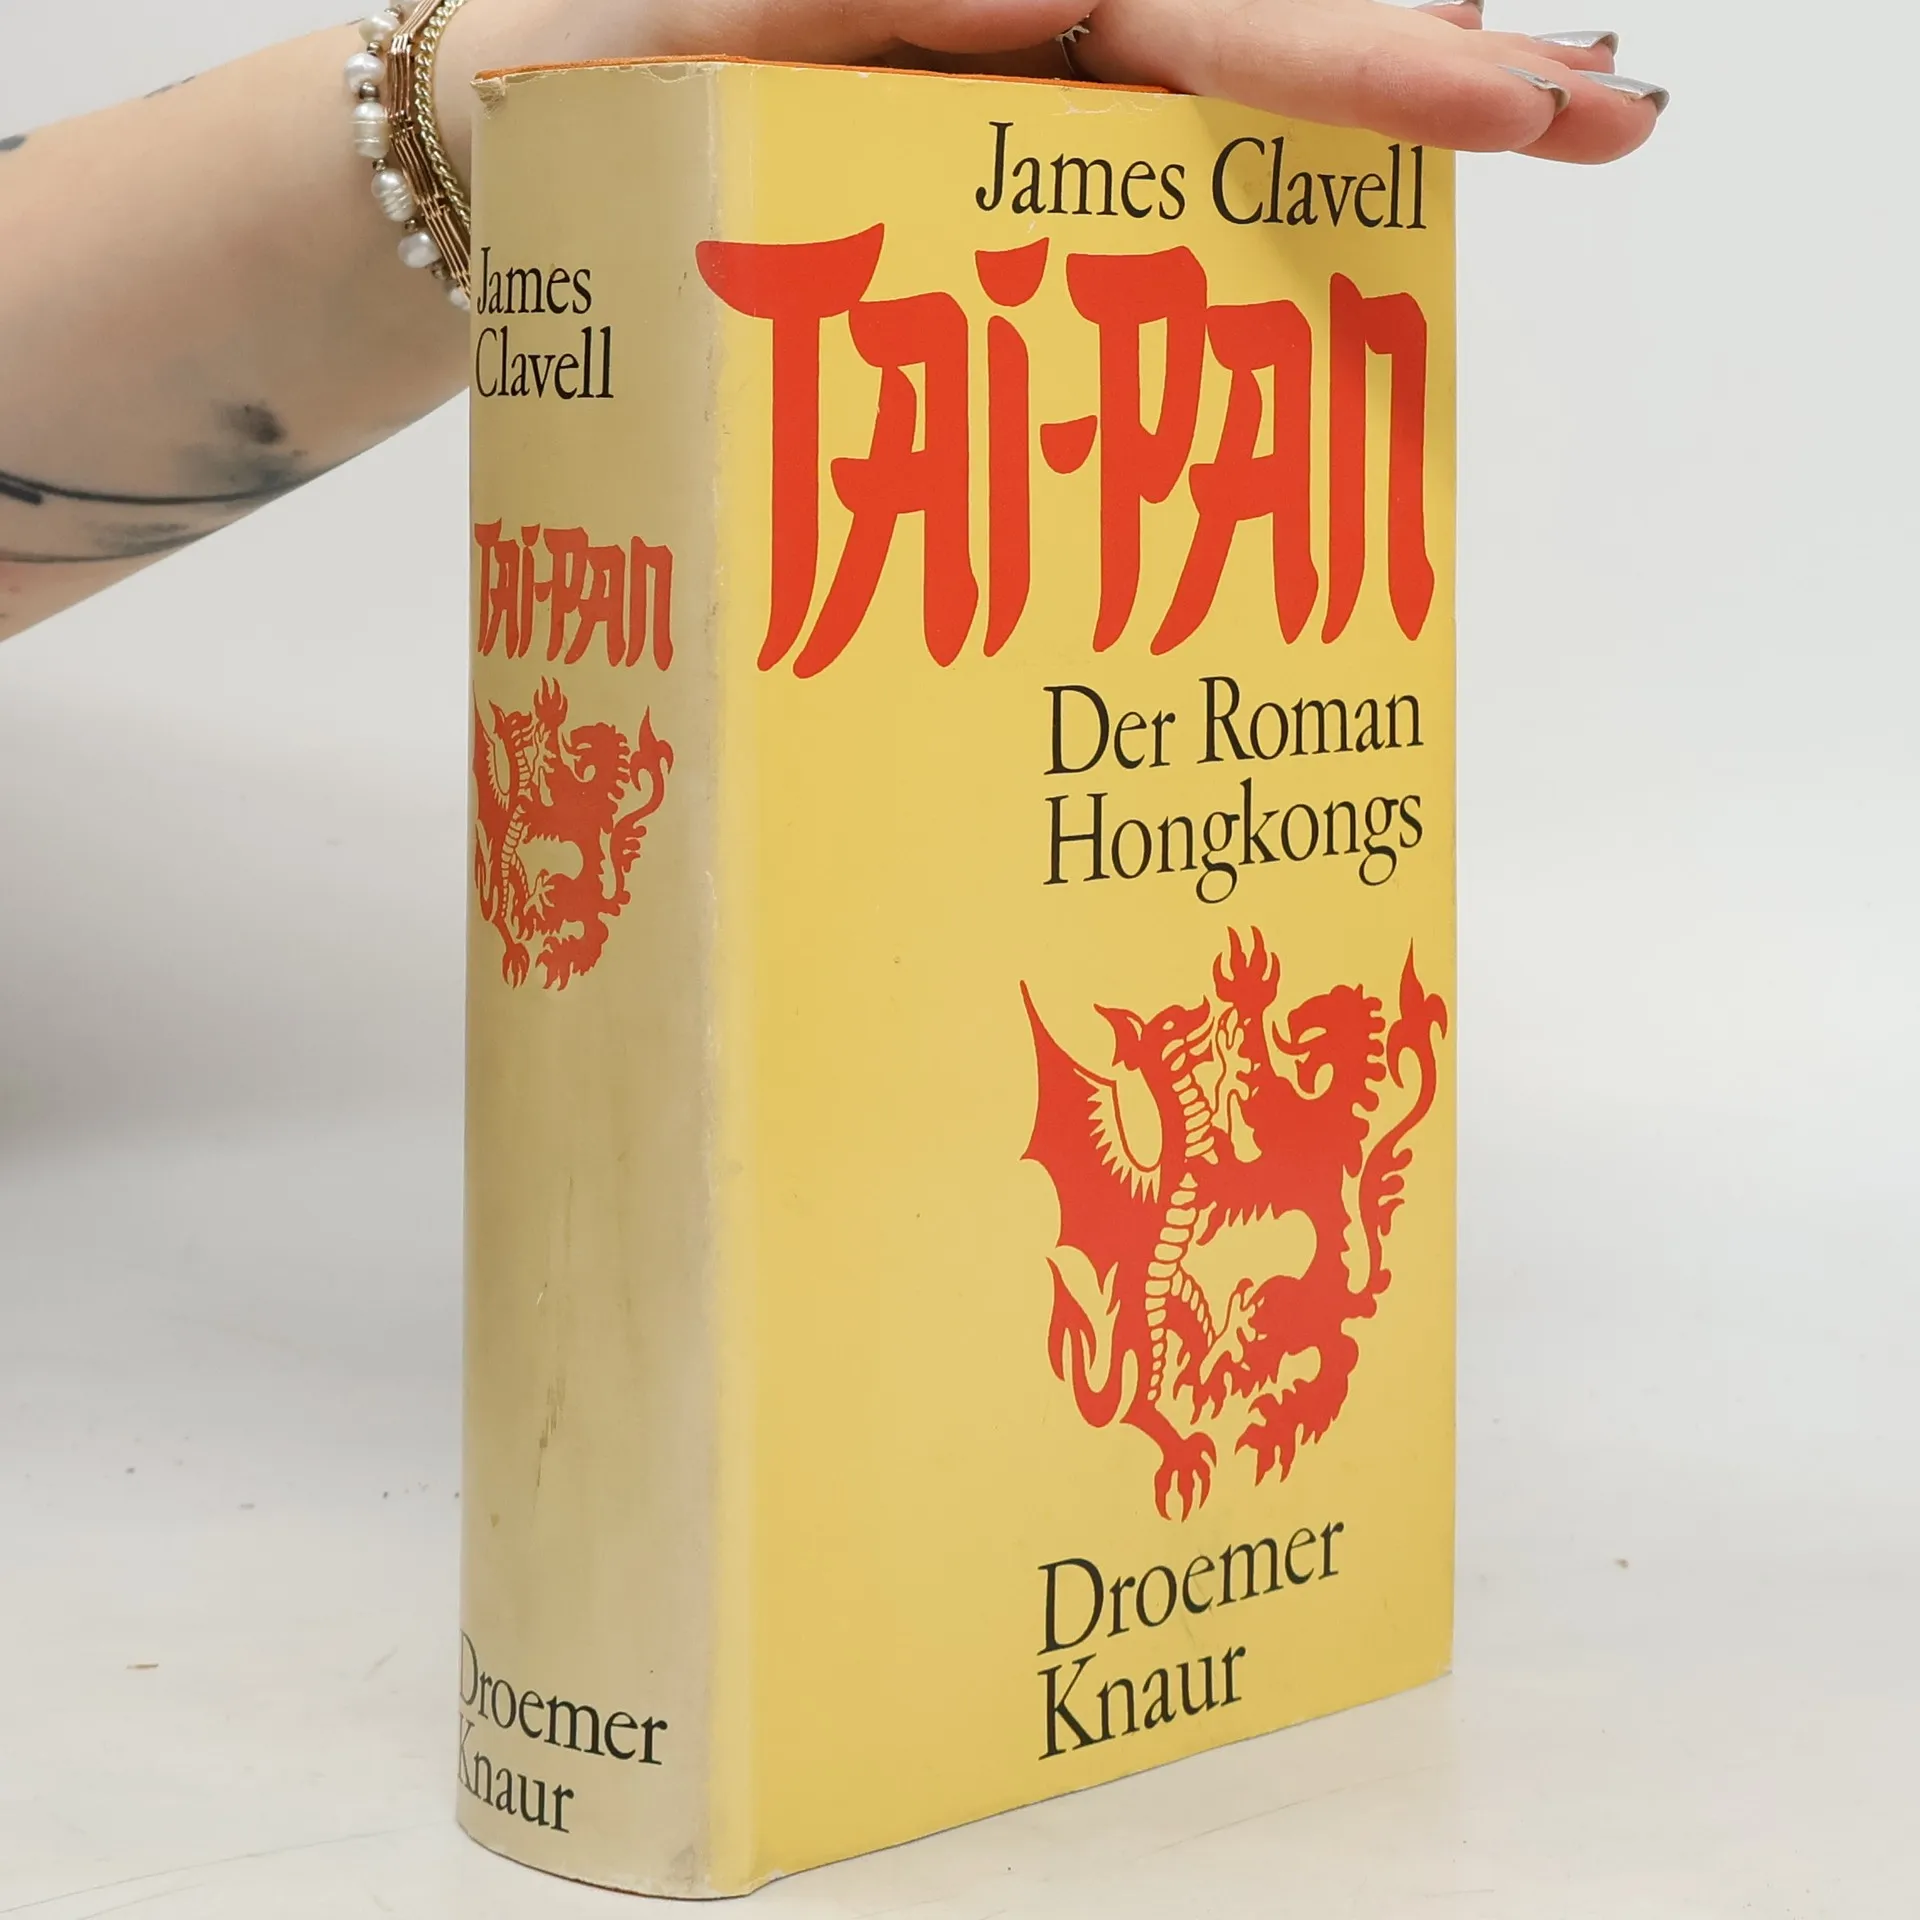 James
Clavell
TAi-PAN
Droemer
Knaur
James Clavell
TAi-PAN
Der Roman
Hongkongs
Droemer
Knaur